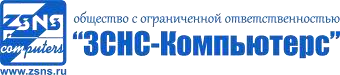 zsns
computers
www.zsns.ru
общество с ограниченной ответственностью
“ЗСНС-Компьютерс”